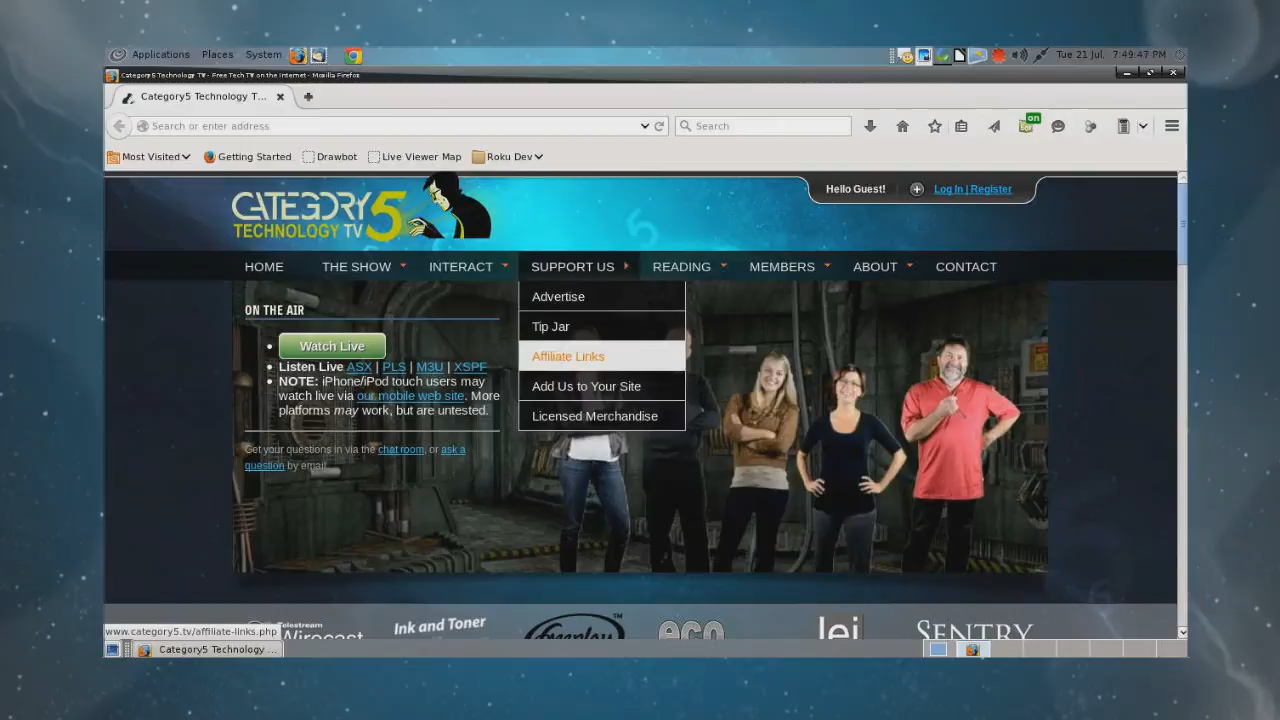 Applications Places System
Tue 21 Jul, 7:49:47 PM
Category5 Technology TV - Free Tech TV on the Internet - Mozilla Firefox
Category5 Technology T...
Search or enter address
Search
on
Most Visited Getting Started Drawbot Live Viewer Map Roku Dev
Hello Guest! Log In | Register
CATEGORY 5
TECHNOLOGY TV
5
HOME THE SHOW INTERACT SUPPORT US READING MEMBERS ABOUT CONTACT
Advertise
Tip Jar
Affiliate Links
Add Us to Your Site
Licensed Merchandise
ON THE AIR
Watch Live
Listen Live ASX | PLS | M3U | XSPF
NOTE: iPhone/iPod touch users may
watch live via our mobile web site. More
platforms may work, but are untested.
Get your questions in via the chat room, or ask a
question by email.
Telestream
Wirecast
Ink and Toner
TM
SENTRY
www.category5.tv/affiliate-links.php
Category5 Technology ...